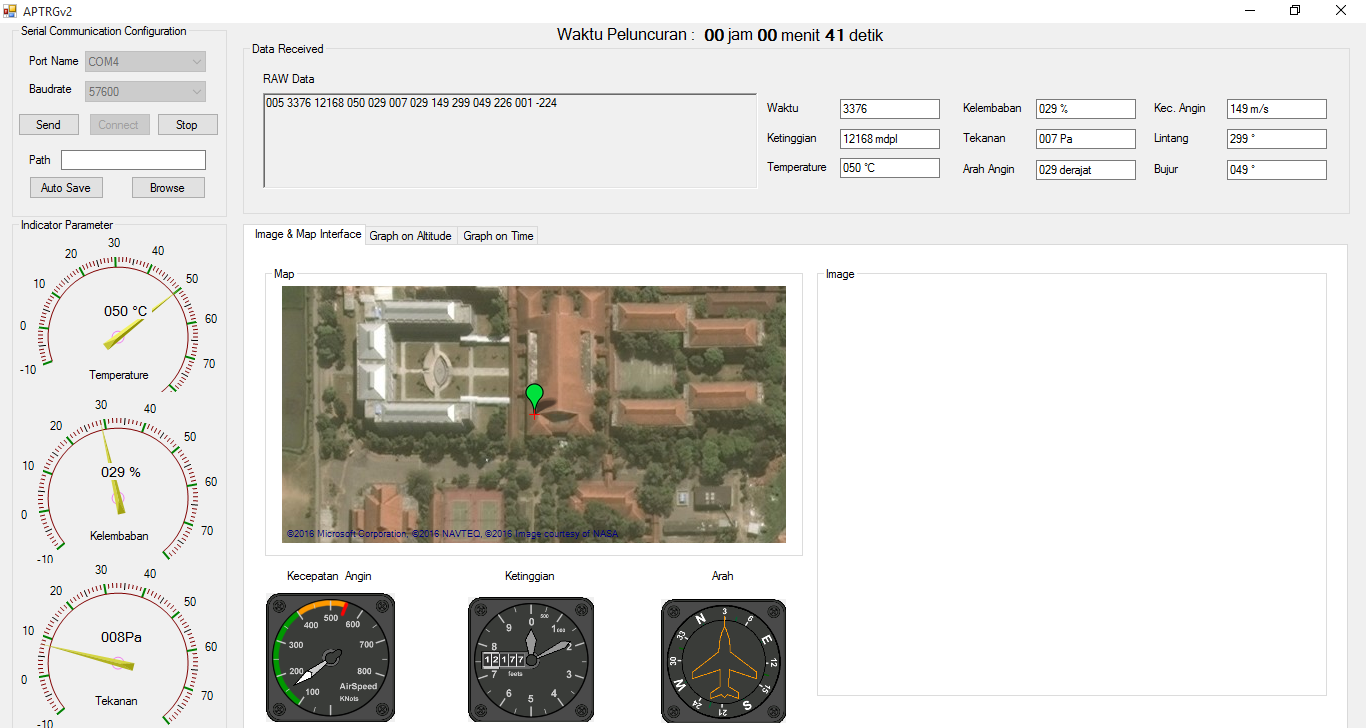 APTRGv2
Serial Communication Configuration
Port Name COM4
Baudrate 57600
Send Connect Stop
Path
Auto Save Browse
Waktu Peluncuran : 00 jam 00 menit 41 detik
Data Received
RAW Data
005 3376 12168 050 029 007 029 149 299 049 226 001 -224
Waktu 3376 Kelembaban 029 % Kec. Angin 149 m/s
Ketinggian 12168 mdpl Tekanan 007 Pa Lintang 299 °
Temperature 050 °C Arah Angin 029 derajat Bujur 049 °
Indicator Parameter
-10 0 10 20 30 40 50 60 70
050 °C
Temperature
-10 0 10 20 30 40 50 60 70
029 %
Kelembaban
-10 0 10 20 30 40 50 60 70
008Pa
Tekanan
Image & Map Interface Graph on Altitude Graph on Time
Map
©2016 Microsoft Corporation, ©2016 NAVTEQ, ©2016 Image courtesy of NASA
Image
Kecepatan Angin
100 200 300 400 500 600 700 800
AirSpeed
KNots
Ketinggian
0 1 2 3 4 5 6 7 8 9
500
000
12177
feets
Arah
N 3 6 E 12 15 S 21 24 W 30 33